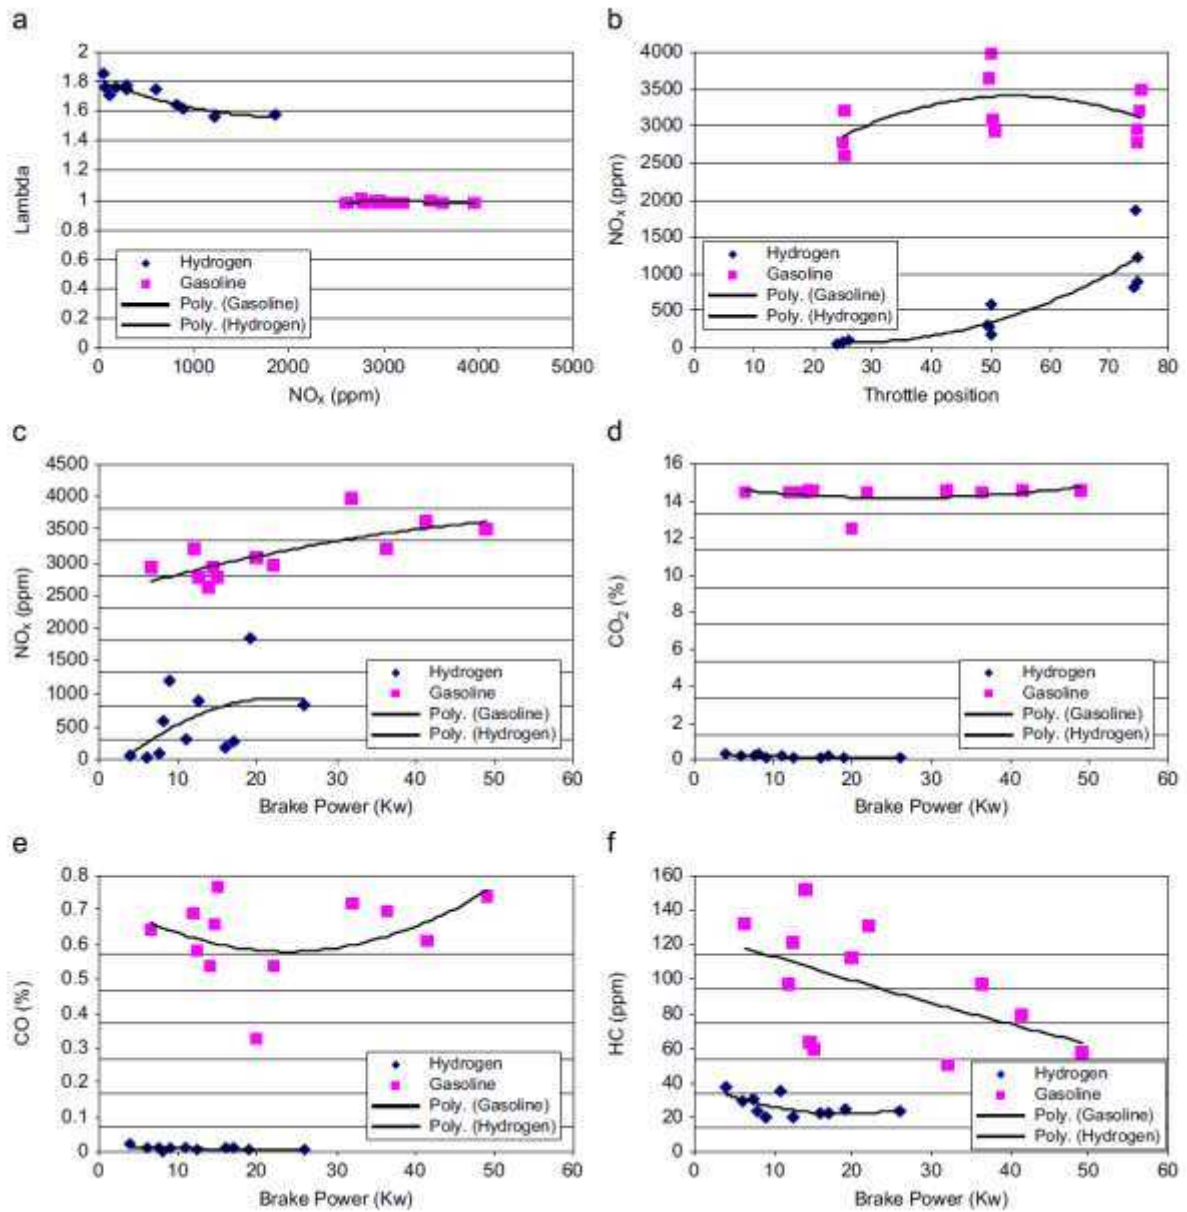 a
2
1.8
1.6
1.4
1.2
1
0.8
0.6
0.4
0.2
0
Lambda
Hydrogen
Gasoline
Poly. (Gasoline)
Poly. (Hydrogen)
0 1000 2000 3000 4000 5000
NOx (ppm)
b
4000
3500
3000
2500
2000
1500
1000
500
0
NOx (ppm)
Hydrogen
Gasoline
Poly. (Gasoline)
Poly. (Hydrogen)
0 10 20 30 40 50 60 70 80
Throttle position
c
4500
4000
3500
3000
2500
2000
1500
1000
500
0
NOx (ppm)
Hydrogen
Gasoline
Poly. (Gasoline)
Poly. (Hydrogen)
0 10 20 30 40 50 60
Brake Power (Kw)
d
16
14
12
10
8
6
4
2
0
CO2 (%)
Hydrogen
Gasoline
Poly. (Gasoline)
Poly. (Hydrogen)
0 10 20 30 40 50 60
Brake Power (Kw)
e
0.8
0.7
0.6
0.5
0.4
0.3
0.2
0.1
0
CO (%)
Hydrogen
Gasoline
Poly. (Gasoline)
Poly. (Hydrogen)
0 10 20 30 40 50 60
Brake Power (Kw)
f
160
140
120
100
80
60
40
20
0
HC (ppm)
Hydrogen
Gasoline
Poly. (Gasoline)
Poly. (Hydrogen)
0 10 20 30 40 50 60
Brake Power (Kw)